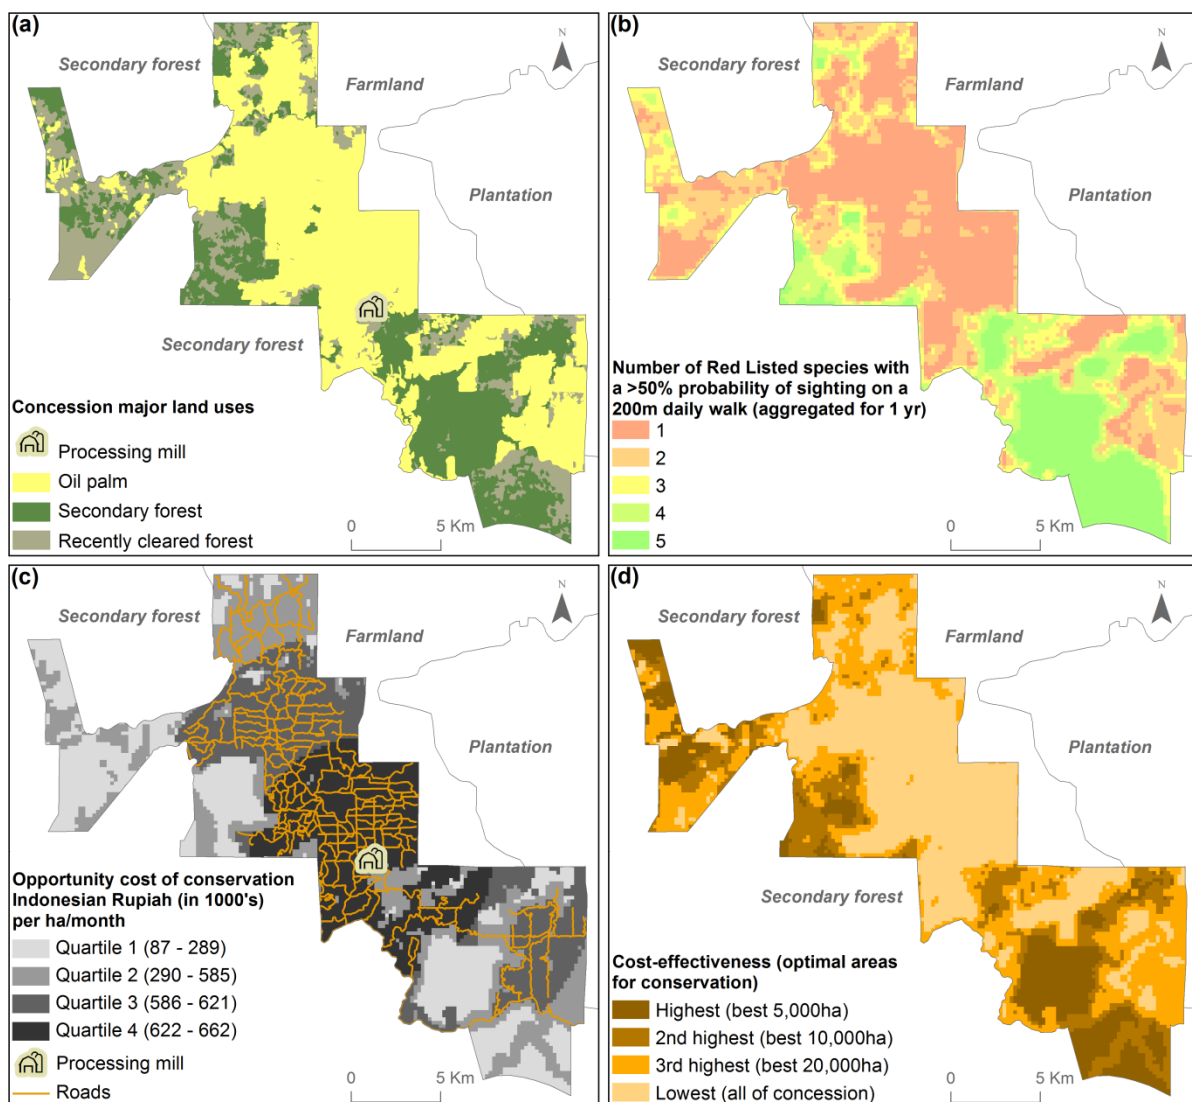 (a)
N
Secondary forest
Farmland
Plantation
Secondary forest
Concession major land uses
Processing mill
Oil palm
Secondary forest
Recently cleared forest
0 5 Km
(b)
N
Secondary forest
Farmland
Plantation
Number of Red Listed species with
a >50% probability of sighting on a
200m daily walk (aggregated for 1 yr)
1
2
3
4
5
0 5 Km
(c)
N
Secondary forest
Farmland
Plantation
Opportunity cost of conservation
Indonesian Rupiah (in 1000's)
per ha/month
Quartile 1 (87 - 289)
Quartile 2 (290 - 585)
Quartile 3 (586 - 621)
Quartile 4 (622 - 662)
Processing mill
Roads
0 5 Km
(d)
N
Secondary forest
Farmland
Plantation
Secondary forest
Cost-effectiveness (optimal areas
for conservation)
Highest (best 5,000ha)
2nd highest (best 10,000ha)
3rd highest (best 20,000ha)
Lowest (all of concession)
0 5 Km